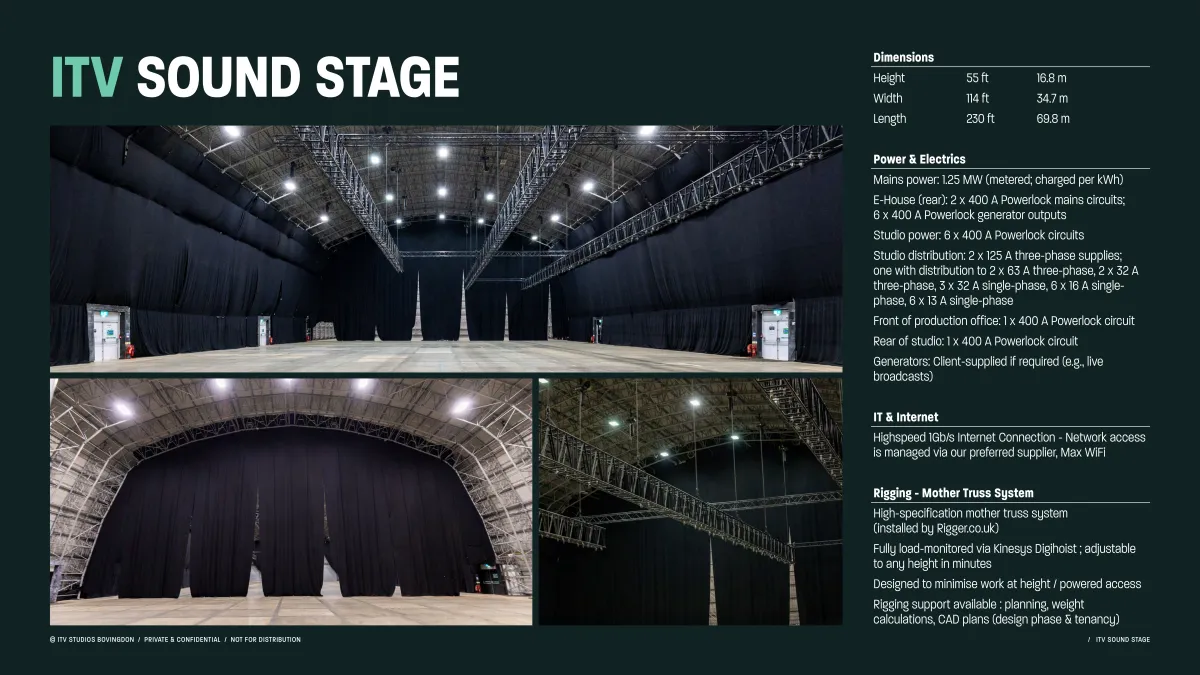 ITV SOUND STAGE
Dimensions
Height 55 ft 16.8 m
Width 114 ft 34.7 m
Length 230 ft 69.8 m
Power & Electrics
Mains power: 1.25 MW (metered; charged per kWh)
E-House (rear): 2 x 400 A Powerlock mains circuits;
6 x 400 A Powerlock generator outputs
Studio power: 6 x 400 A Powerlock circuits
Studio distribution: 2 x 125 A three-phase supplies;
one with distribution to 2 x 63 A three-phase, 2 x 32 A
three-phase, 3 x 32 A single-phase, 6 x 16 A single-
phase, 6 x 13 A single-phase
Front of production office: 1 x 400 A Powerlock circuit
Rear of studio: 1 x 400 A Powerlock circuit
Generators: Client-supplied if required (e.g., live
broadcasts)
IT & Internet
Highspeed 1Gb/s Internet Connection - Network access
is managed via our preferred supplier, Max WiFi
Rigging - Mother Truss System
High-specification mother truss system
(installed by Rigger.co.uk)
Fully load-monitored via Kinesys Digihoist ; adjustable
to any height in minutes
Designed to minimise work at height / powered access
Rigging support available : planning, weight
calculations, CAD plans (design phase & tenancy)
© ITV STUDIOS BOVINGDON / PRIVATE & CONFIDENTIAL / NOT FOR DISTRIBUTION
/ ITV SOUND STAGE